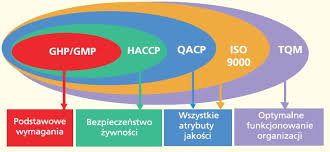 GHP/GMP
HACCP
QACP
ISO
9000
TQM
Podstawowe
wymagania
Bezpieczeństwo
żywności
Wszystkie
atrybuty
jakości
Optymalne
funkcjonowanie
organizacji